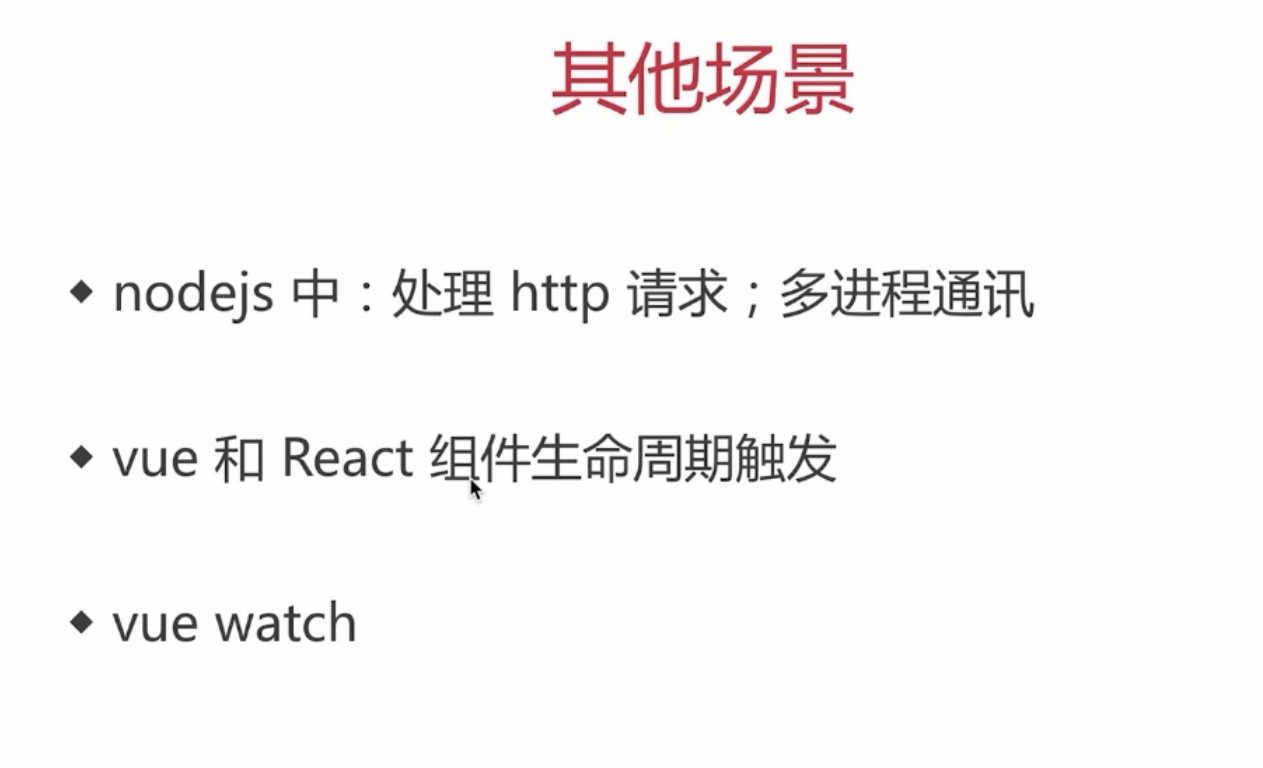 其他场景
◆ nodejs 中：处理 http 请求；多进程通讯
◆ vue 和 React 组件生命周期触发
◆ vue watch